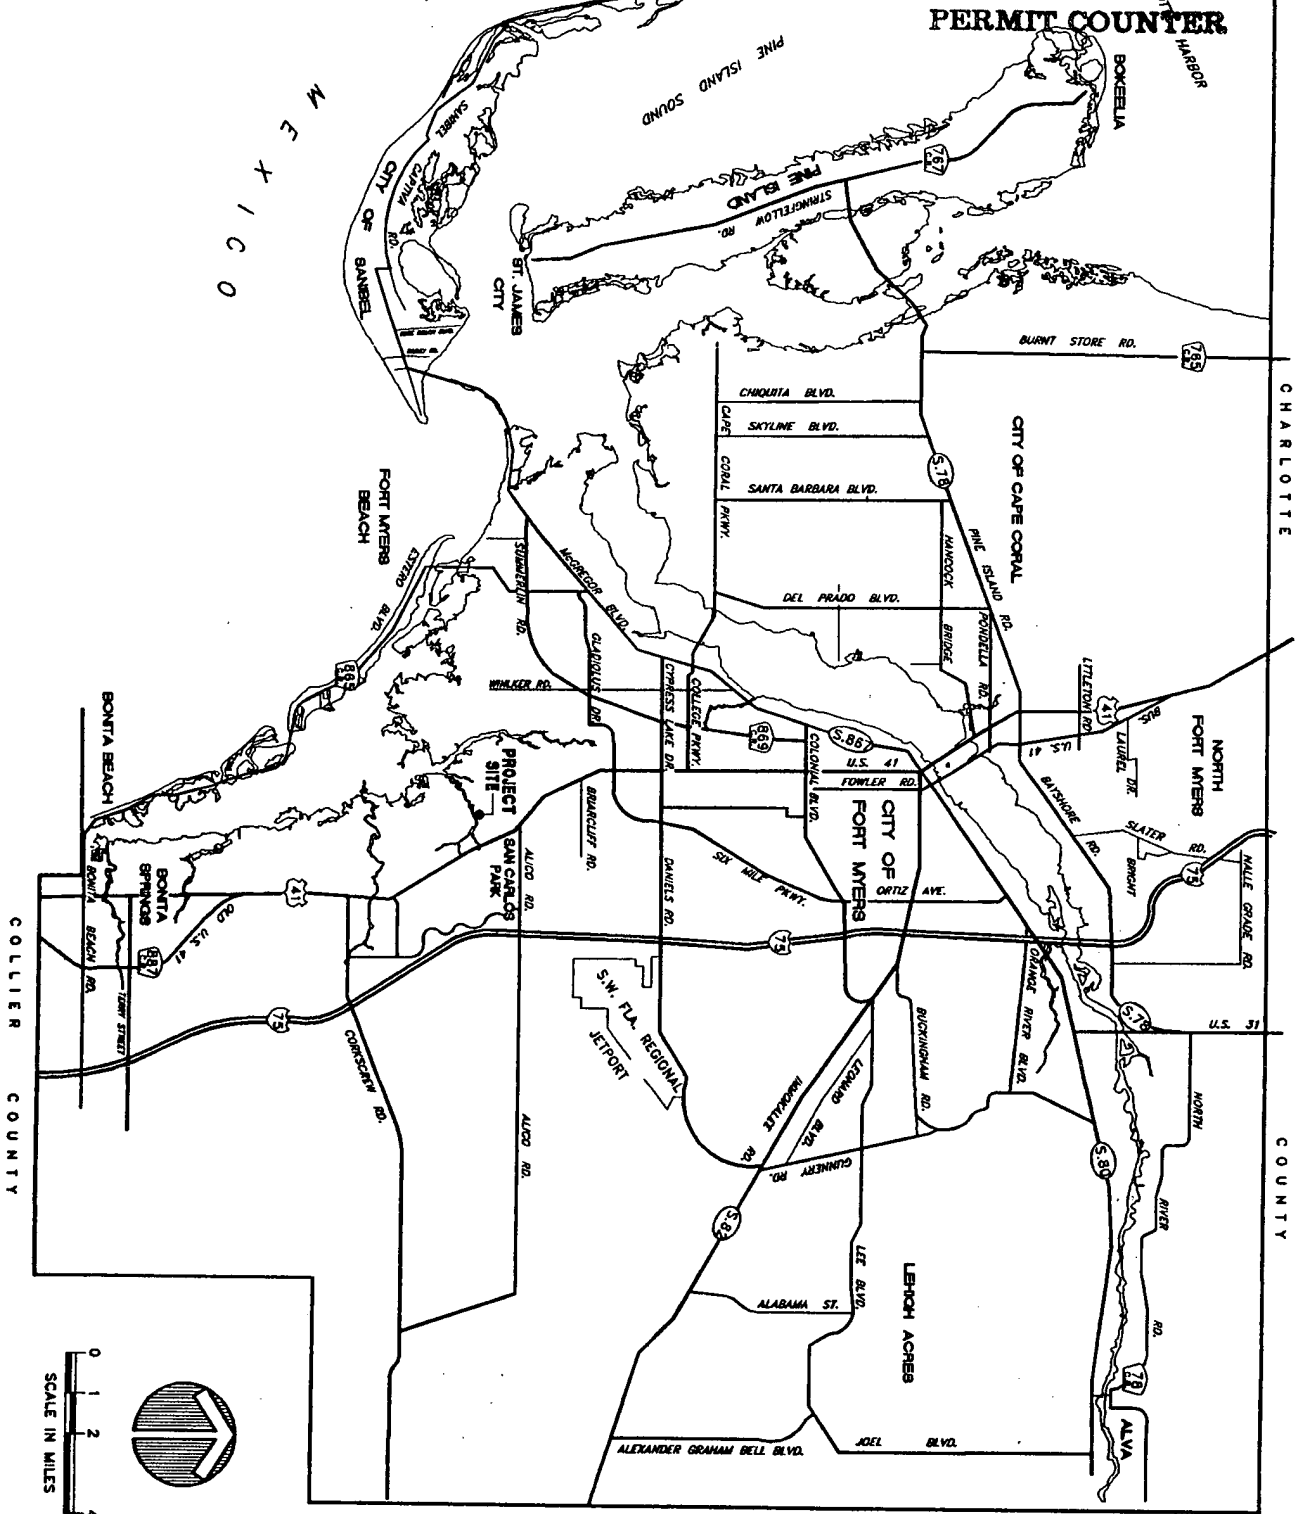 PERMIT COUNTER
HARBOR
BOKEELIA
PINE ISLAND SOUND
MEXICO
SANIBEL
CAPTIVA
RD.
CITY OF SANIBEL
ST. JAMES
CITY
767
C.R.
PINE ISLAND
STRINGFELLOW
RD.
BURNT STORE RD.
765
C.R.
CHARLOTTE
COUNTY
CHIQUITA BLVD.
SKYLINE BLVD.
CAPE CORAL PKWY.
SANTA BARBARA BLVD.
CITY OF CAPE CORAL
S.78
PINE ISLAND RD.
HANCOCK BRIDGE
DEL PRADO BLVD.
PONDELLA RD.
LITTLETON RD
41
BUS.
U.S. 41
LAUREL DR.
NORTH
FORT MYERS
BAYSHORE RD.
SLATER RD.
BRIGHT
75
NALLE GRADE RD.
FORT MYERS
BEACH
ESTERO BLVD.
865
C.R.
SUMMERLIN RD.
McGREGOR BLVD.
GLADIOLUS DR.
WINKLER RD.
CYPRESS LAKE DR.
COLLEGE PKWY.
869
C.R.
S.867
COLONIAL BLVD.
U.S. 41
FOWLER RD.
CITY OF
FORT MYERS
ORTIZ AVE.
SIX MILE PKWY.
DANIELS RD.
BRIARCLIFF RD.
PROJECT
SITE
SAN CARLOS
PARK
ALICO RD.
BONITA BEACH
BONITA
SPRINGS
BONITA BEACH RD.
41
OLD U.S. 41
887
C.R.
TERRY STREET
75
75
CORKSCREW RD.
S.W. FLA. REGIONAL
JETPORT
ALICO RD.
ORANGE RIVER BLVD.
BUCKINGHAM RD.
LEONARD BLVD.
IMMOKALEE RD.
GUNNERY RD.
S.82
S.78
U.S. 31
NORTH RIVER RD.
S.80
LEE BLVD.
ALABAMA ST.
LEHIGH ACRES
78
C.R.
ALVA
JOEL BLVD.
ALEXANDER GRAHAM BELL BLVD.
COLLIER COUNTY
0 1 2 4
SCALE IN MILES